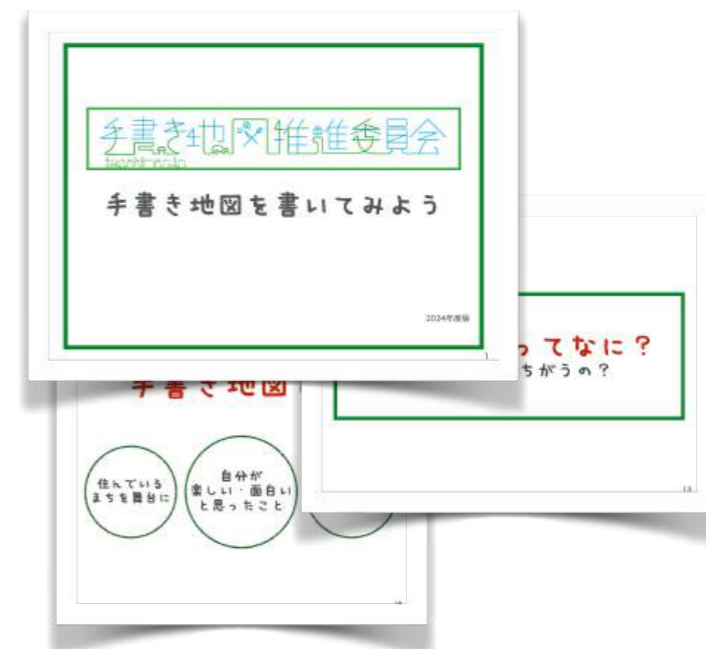 手書き地図推進委員会
手書き地図を書いてみよう
2024年度版
1
ってなに？
ちがうの？
13
手書き地図
住んでいる
まちを舞台に
自分が
楽しい・面白い
と思ったこと